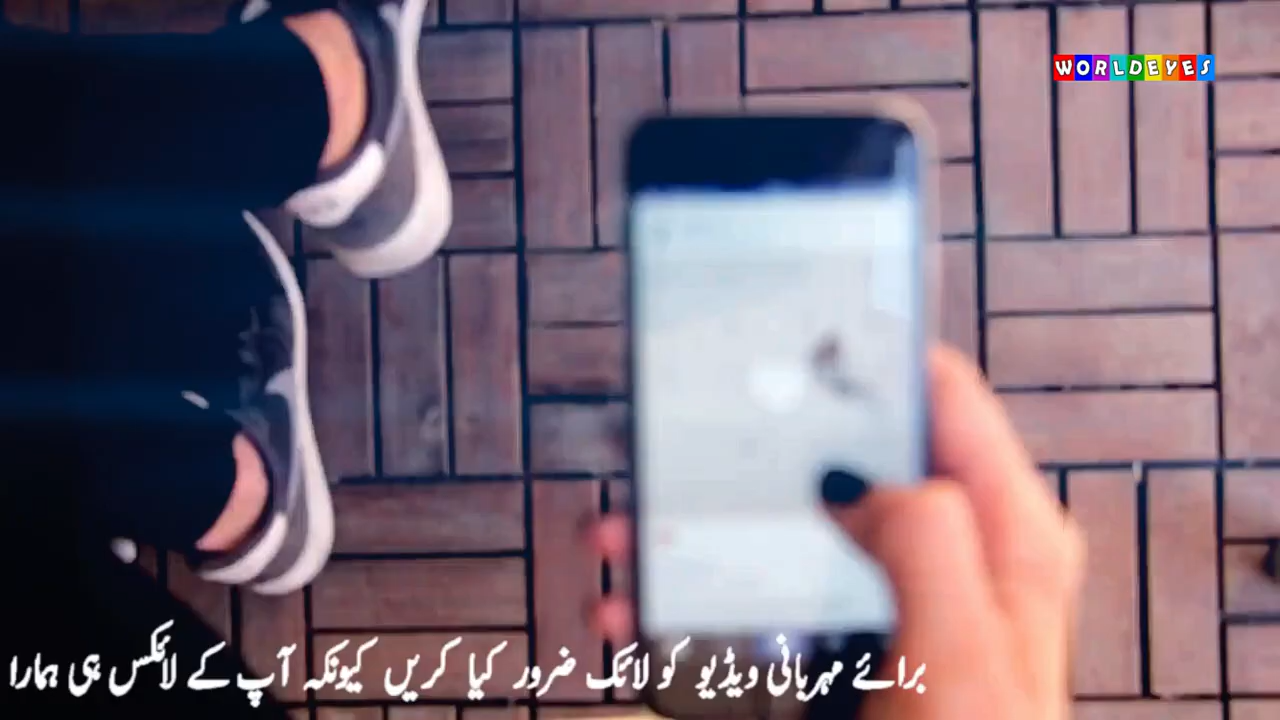 WORLDEYES
برائے مہربانی ویڈیو کو لائک ضرور کیا کریں کیونکہ آپ کے لائکس ہی ہمارا